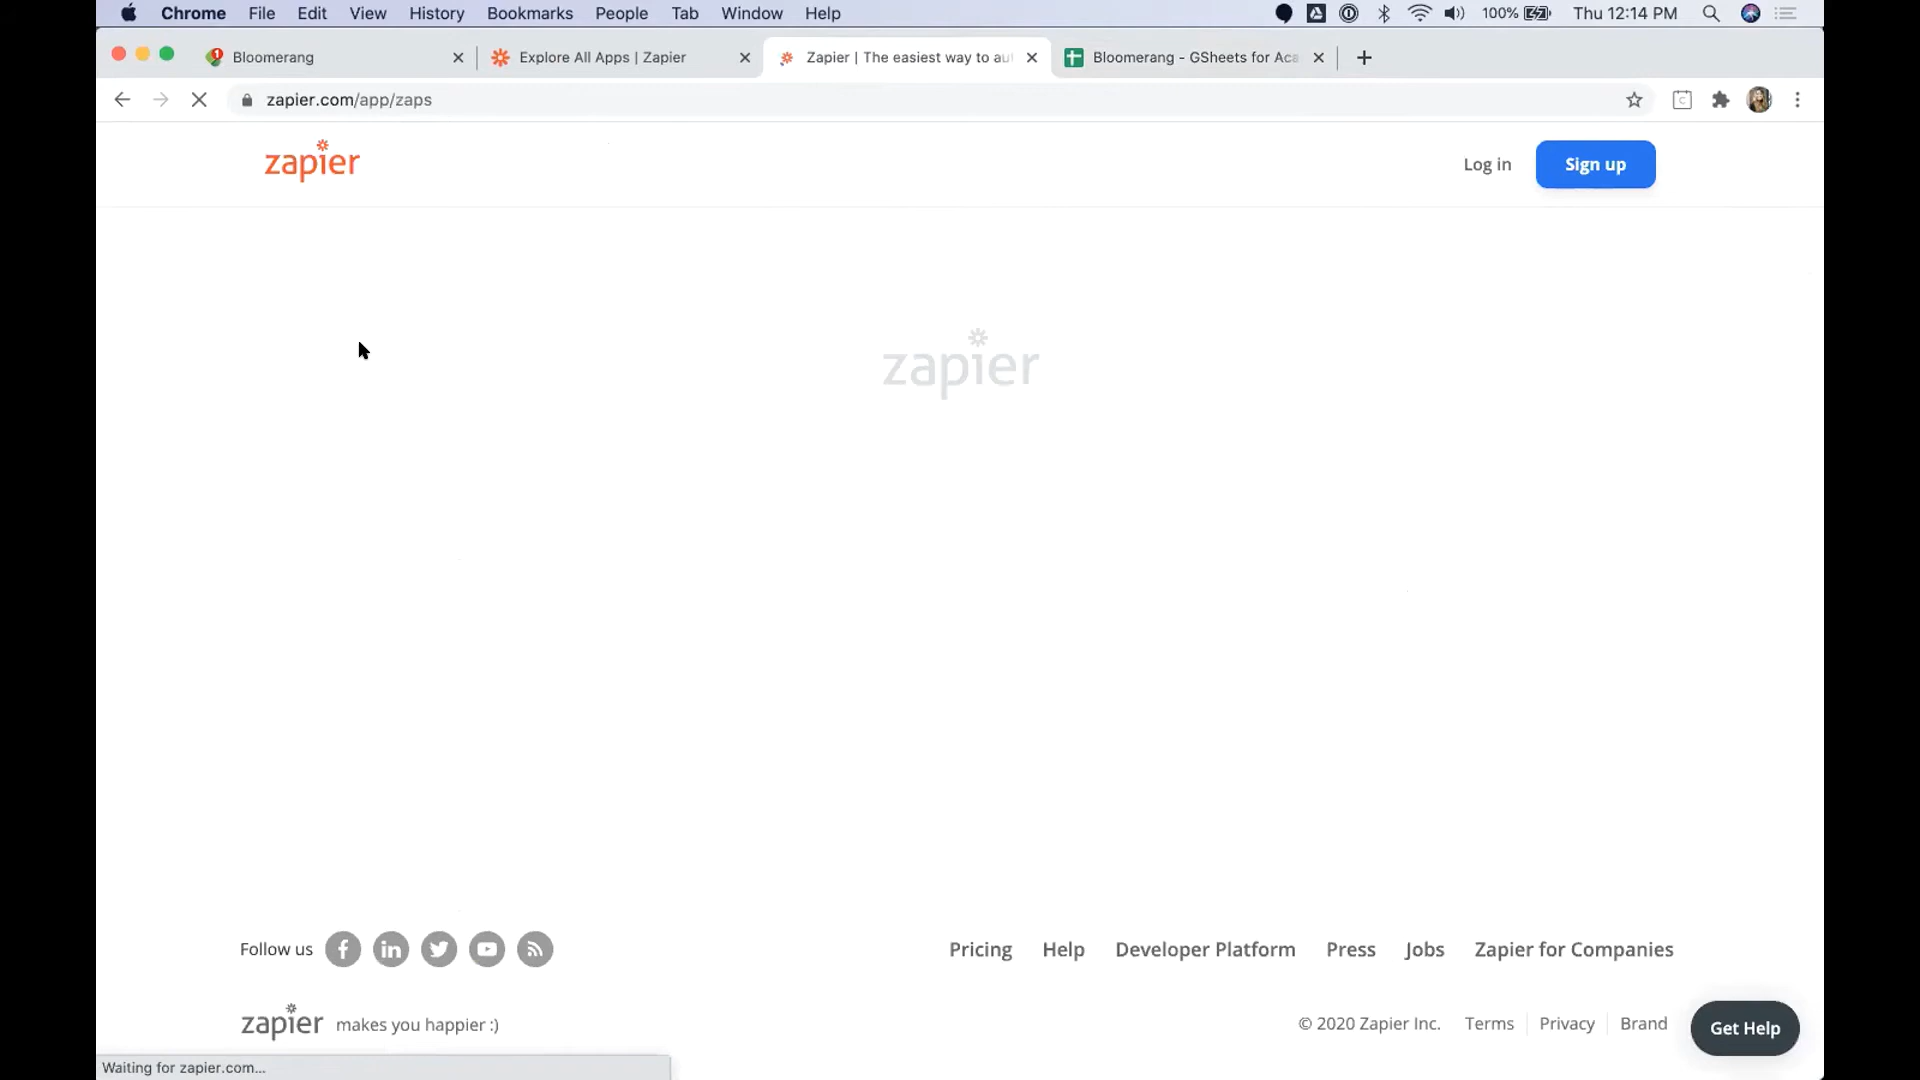 Chrome File Edit View History Bookmarks People Tab Window Help 100% Thu 12:14 PM
Bloomerang Explore All Apps | Zapier Zapier | The easiest way to aut Bloomerang - GSheets for Aca
zapier.com/app/zaps
zapier Log in Sign up
zapier
Follow us Pricing Help Developer Platform Press Jobs Zapier for Companies
zapier makes you happier :) © 2020 Zapier Inc. Terms Privacy Brand Get Help
Waiting for zapier.com...